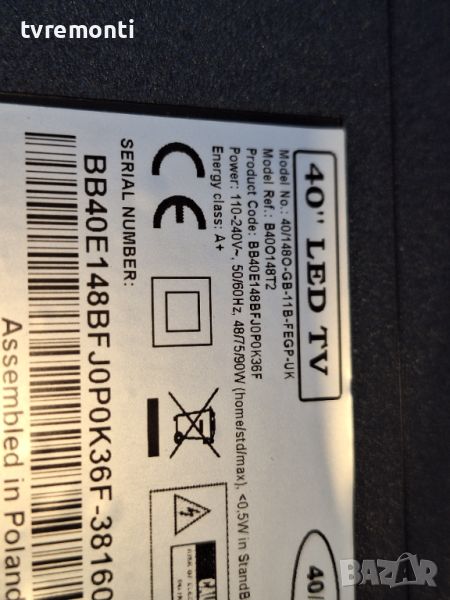 tvremonti
40" LED TV
Model No.: 40/148O-GB-11B-FEGP-UK
Model Ref.: B40O148T2
Product Code: BB40E148BFJ0P0K36F
Power: 110-240V~, 50/60Hz, 48/75/90W (home/std/max), <0,5W in StandB
Energy class: A+
CE
SERIAL NUMBER:
BB40E148BFJ0P0K36F-38160
Assembled in Poland
40/
BAZAR